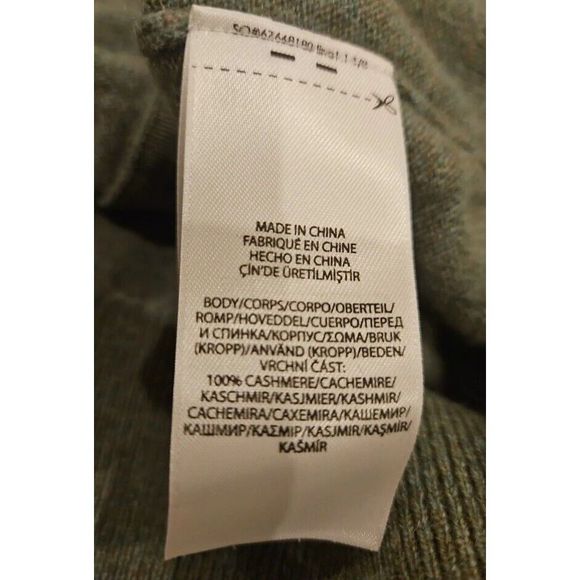 MADE IN CHINA
FABRIQUÉ EN CHINE
HECHO EN CHINA
ÇİN'DE ÜRETİLMİŞTİR
BODY/CORPS/CORPO/OBERTEIL/
ROMP/HOVEDDEL/CUERPO/ПЕРЕД
И СПИНКА/КОРПУС/ΣΩΜΑ/BRUK
(KROPP)/ANVÄND (KROPP)/BEDEN/
VRCHNÍ ČÁST:
100% CASHMERE/CACHEMIRE/
KASCHMIR/KASJMIER/KASHMIR/
CACHEMIRA/CAXEMIRA/КАШЕМИР/
КАШМИР/ΚΑΣΜΙΡ/KASJMIR/KAŞMİR/
KAŠMÍR